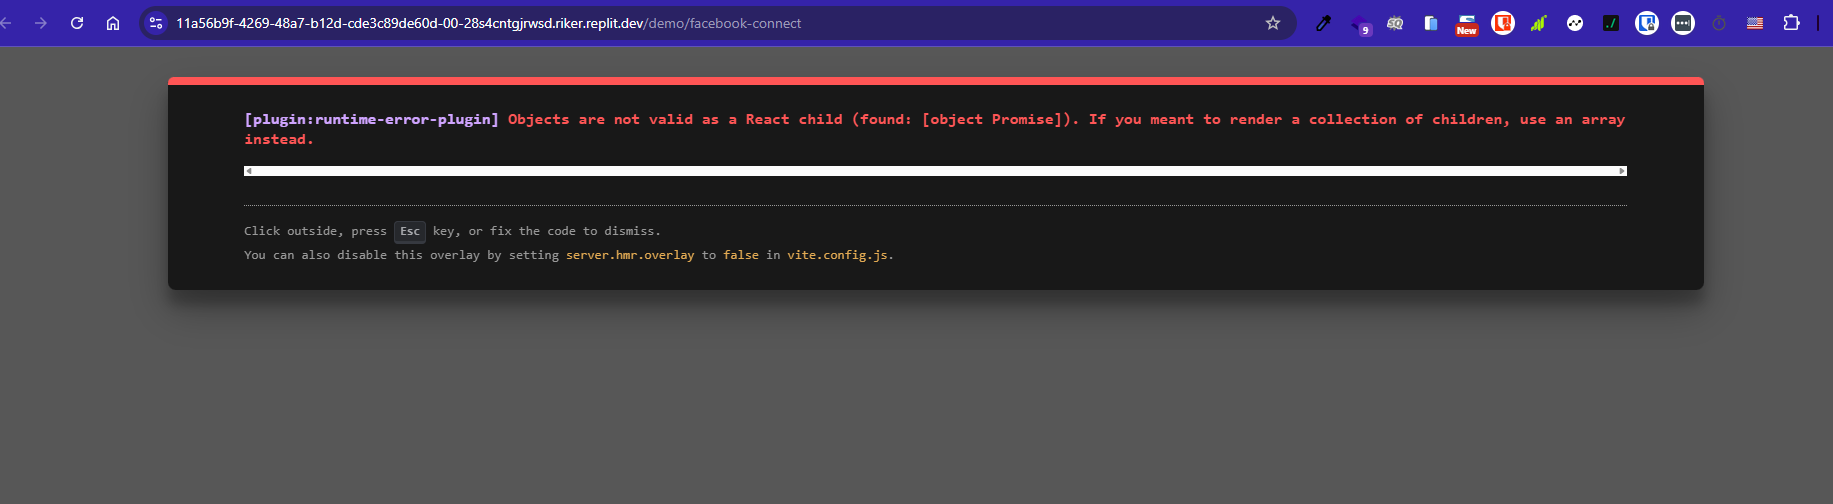 11a56b9f-4269-48a7-b12d-cde3c89de60d-00-28s4cntgjrwsd.riker.replit.dev/demo/facebook-connect
9
SQ
New
./
[plugin:runtime-error-plugin] Objects are not valid as a React child (found: [object Promise]). If you meant to render a collection of children, use an array
instead.
Click outside, press Esc key, or fix the code to dismiss.
You can also disable this overlay by setting server.hmr.overlay to false in vite.config.js.